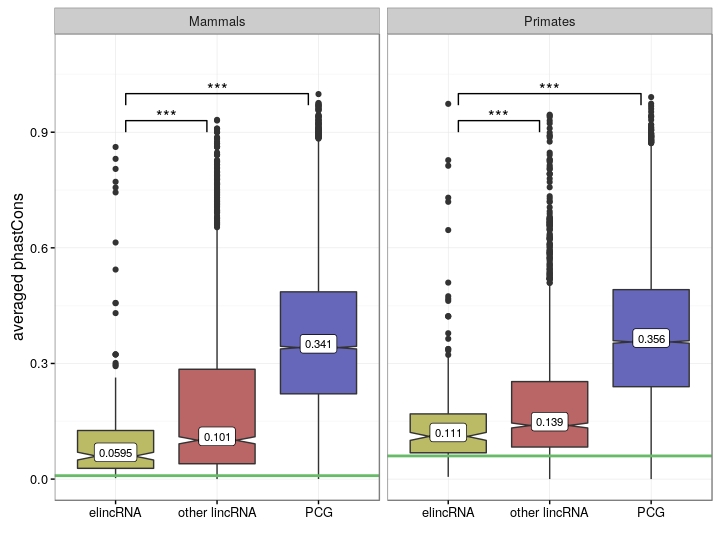 Mammals
Primates
averaged phastCons
0.9
0.6
0.3
0.0
***
***
0.0595
0.101
0.341
***
***
0.111
0.139
0.356
elincRNA other lincRNA PCG
elincRNA other lincRNA PCG